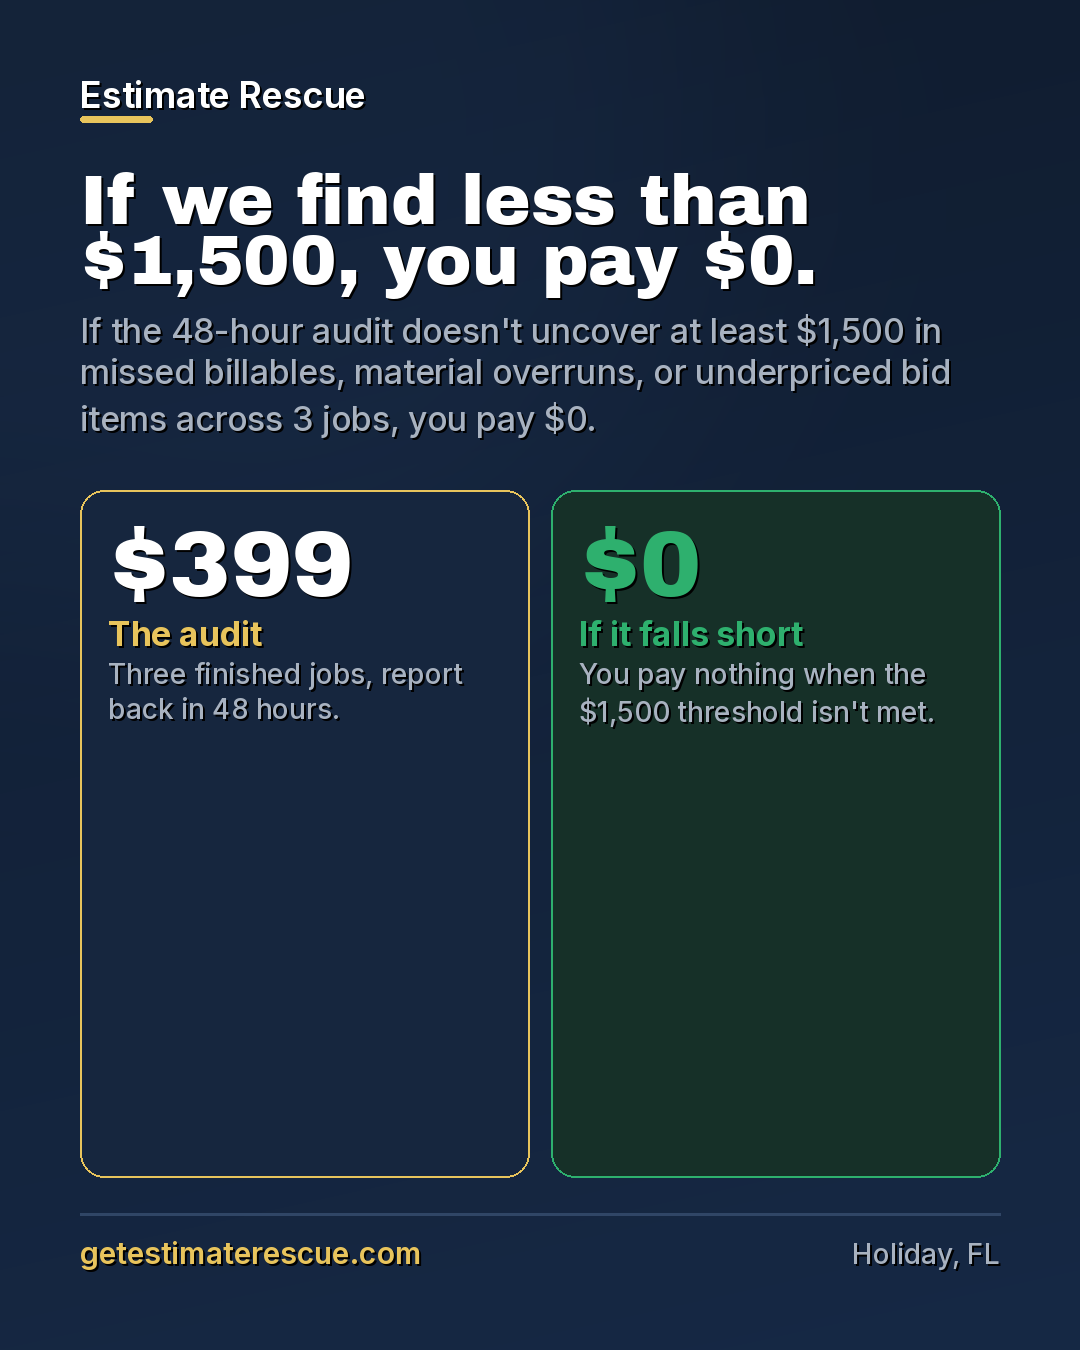 Estimate Rescue
If we find less than
$1,500, you pay $0.
If the 48-hour audit doesn't uncover at least $1,500 in
missed billables, material overruns, or underpriced bid
items across 3 jobs, you pay $0.
$399
The audit
Three finished jobs, report
back in 48 hours.
$0
If it falls short
You pay nothing when the
$1,500 threshold isn't met.
getestimaterescue.com
Holiday, FL